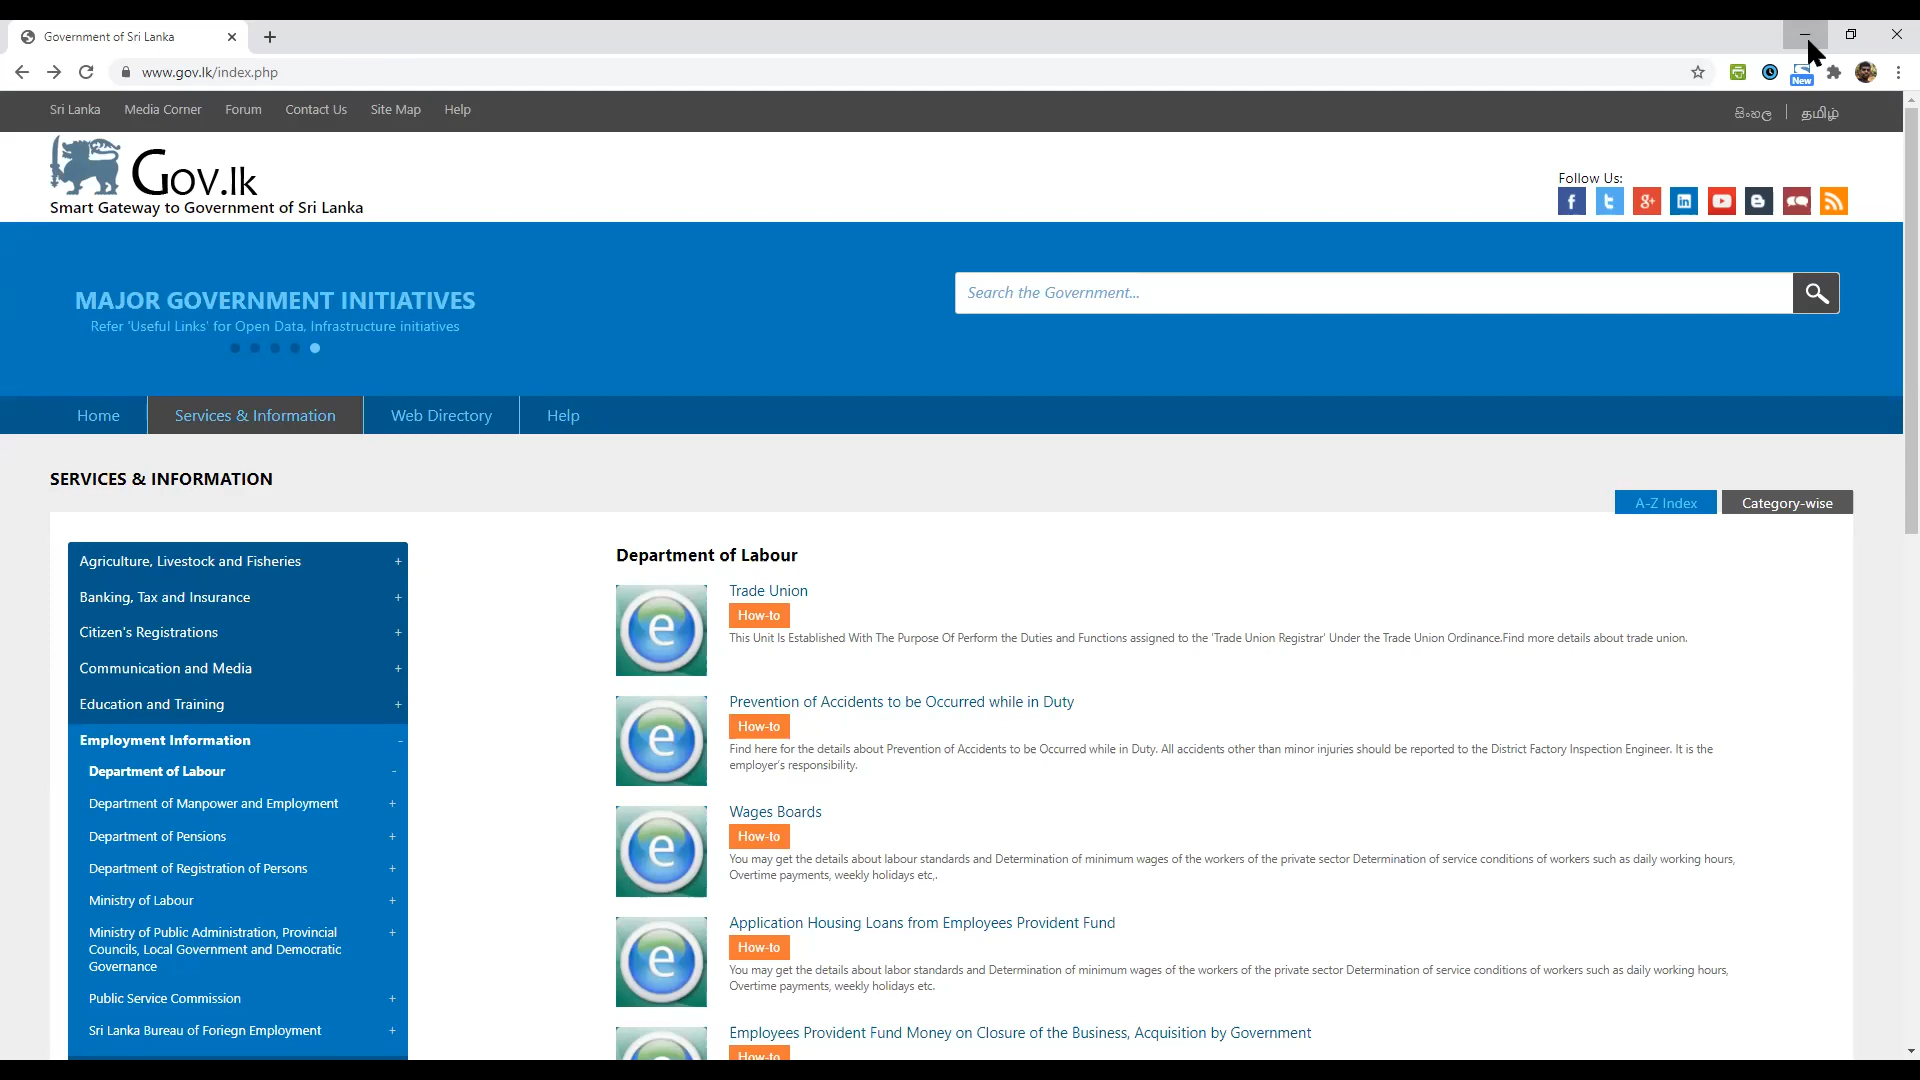 Government of Sri Lanka
www.gov.lk/index.php
New
Sri Lanka Media Corner Forum Contact Us Site Map Help
සිංහල | தமிழ்
Gov.lk
Smart Gateway to Government of Sri Lanka
Follow Us:
MAJOR GOVERNMENT INITIATIVES
Refer 'Useful Links' for Open Data, Infrastructure initiatives
Search the Government...
Home Services & Information Web Directory Help
SERVICES & INFORMATION
A-Z Index Category-wise
Agriculture, Livestock and Fisheries +
Banking, Tax and Insurance +
Citizen's Registrations +
Communication and Media +
Education and Training +
Employment Information -
Department of Labour -
Department of Manpower and Employment +
Department of Pensions +
Department of Registration of Persons +
Ministry of Labour +
Ministry of Public Administration, Provincial +
Councils, Local Government and Democratic
Governance
Public Service Commission +
Sri Lanka Bureau of Foriegn Employment +
Department of Labour
Trade Union
How-to
This Unit Is Established With The Purpose Of Perform the Duties and Functions assigned to the 'Trade Union Registrar' Under the Trade Union Ordinance.Find more details about trade union.
Prevention of Accidents to be Occurred while in Duty
How-to
Find here for the details about Prevention of Accidents to be Occurred while in Duty. All accidents other than minor injuries should be reported to the District Factory Inspection Engineer. It is the
employer's responsibility.
Wages Boards
How-to
You may get the details about labour standards and Determination of minimum wages of the workers of the private sector Determination of service conditions of workers such as daily working hours,
Overtime payments, weekly holidays etc,.
Application Housing Loans from Employees Provident Fund
How-to
You may get the details about labor standards and Determination of minimum wages of the workers of the private sector Determination of service conditions of workers such as daily working hours,
Overtime payments, weekly holidays etc.
Employees Provident Fund Money on Closure of the Business, Acquisition by Government
How-to